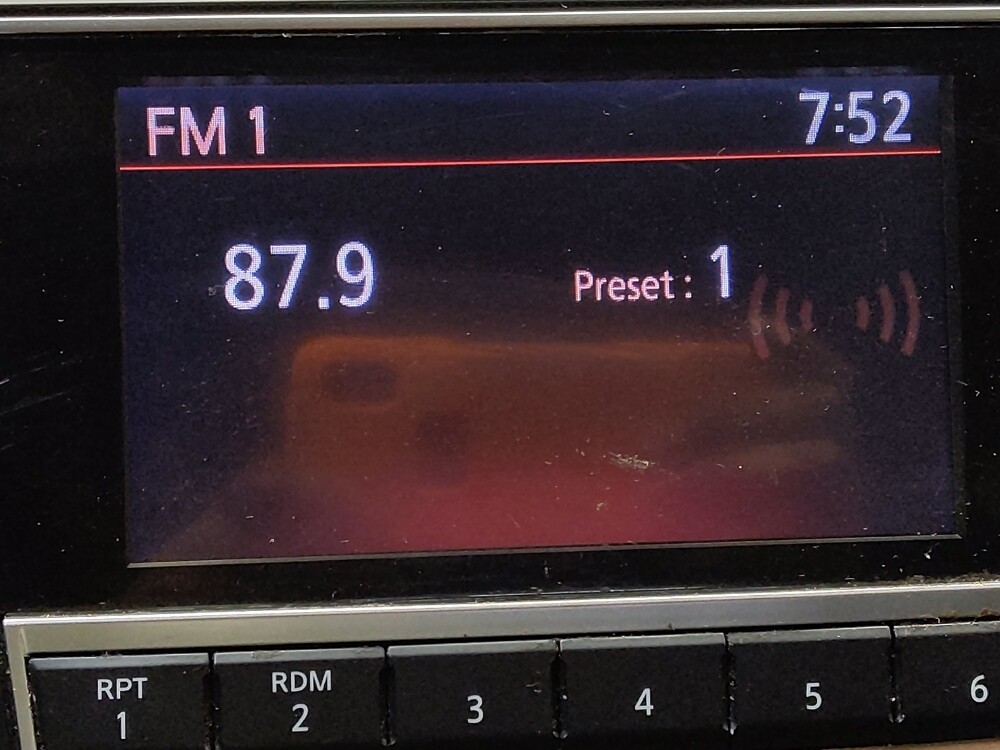 FM 1 7:52
87.9 Preset : 1
RPT RDM
1 2 3 4 5 6